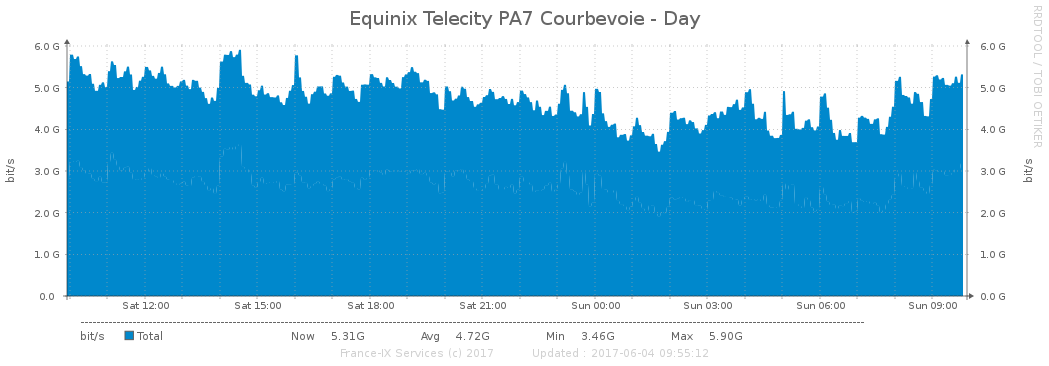 Equinix Telecity PA7 Courbevoie - Day
RRDTOOL / TOBI OETIKER
bit/s
6.0 G 6.0 G
5.0 G 5.0 G
4.0 G 4.0 G
3.0 G 3.0 G
2.0 G 2.0 G
1.0 G 1.0 G
0.0 0.0 G
bit/s
Sat 12:00 Sat 15:00 Sat 18:00 Sat 21:00 Sun 00:00 Sun 03:00 Sun 06:00 Sun 09:00
bit/s Total Now 5.31G Avg 4.72G Min 3.46G Max 5.90G
France-IX Services (c) 2017 Updated : 2017-06-04 09:55:12